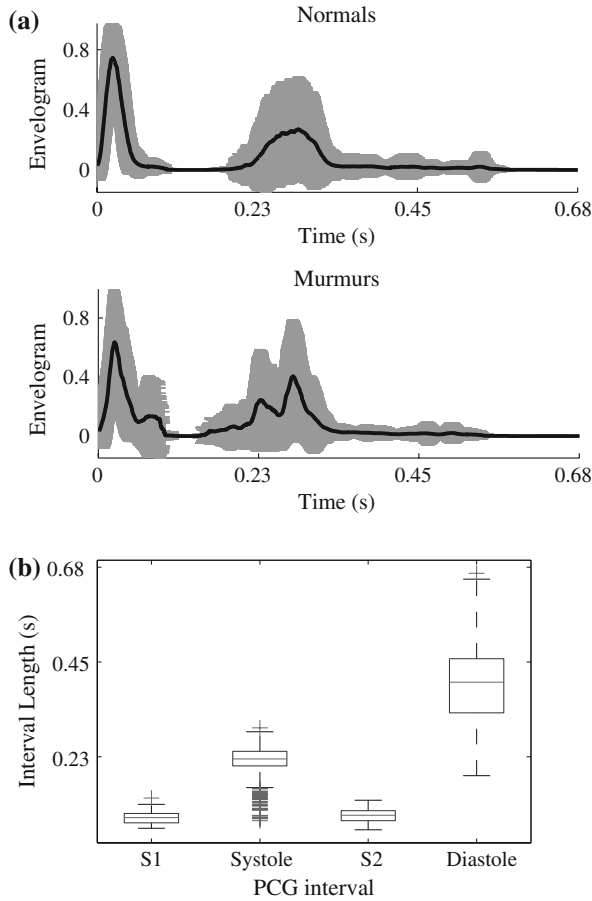 (a)
Normals
Envelogram
0.8
0.4
0
0
0.23
0.45
0.68
Time (s)
Murmurs
Envelogram
0.8
0.4
0
0
0.23
0.45
0.68
Time (s)
(b)
Interval Length (s)
0.68
0.45
0.23
S1
Systole
S2
Diastole
PCG interval